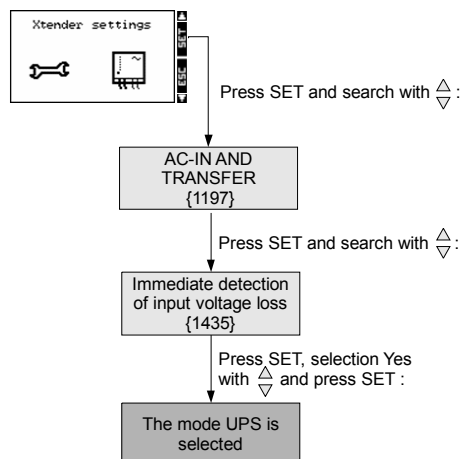 Xtender settings
SET
ESC
Press SET and search with :
AC-IN AND
TRANSFER
{1197}
Press SET and search with :
Immediate detection
of input voltage loss
{1435}
Press SET, selection Yes
with and press SET :
The mode UPS is
selected